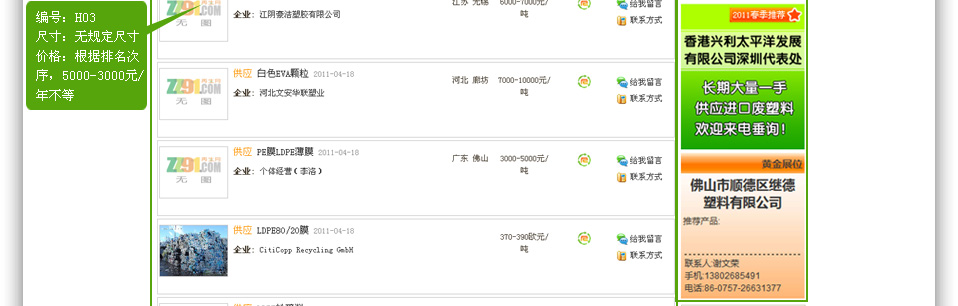 编号: H03
尺寸: 无规定尺寸
价格: 根据排名次
序, 5000-3000元/
年不等
企业: 江阴豪洁塑胶有限公司
江苏 无锡
6000-7000元/
吨
给我留言
联系方式
ZZ91.COM
无 图
供应 白色EVA颗粒 2011-04-18
企业: 河北文安华联塑业
河北 廊坊
7000-10000元/
吨
给我留言
联系方式
ZZ91.COM
无 图
供应 PE膜LDPE薄膜 2011-04-18
企业: 个体经营(李洛)
广东 佛山
3000-5000元/
吨
给我留言
联系方式
供应 LDPE80/20膜 2011-04-18
企业: CitiCopp Recycling GmbH
370-390欧元/
吨
给我留言
联系方式
2011春季推荐
香港兴利太平洋发展
有限公司深圳代表处
长期大量一手
供应进口废塑料
欢迎来电垂询!
黄金展位
佛山市顺德区继德
塑料有限公司
推荐产品:
联系人:谢文荣
手机:13802685491
电话:86-0757-26631377